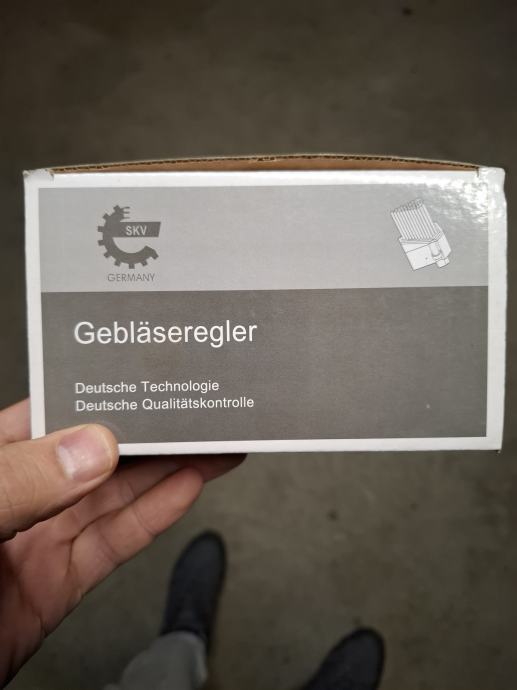 SKV
GERMANY
Gebläseregler
Deutsche Technologie
Deutsche Qualitätskontrolle